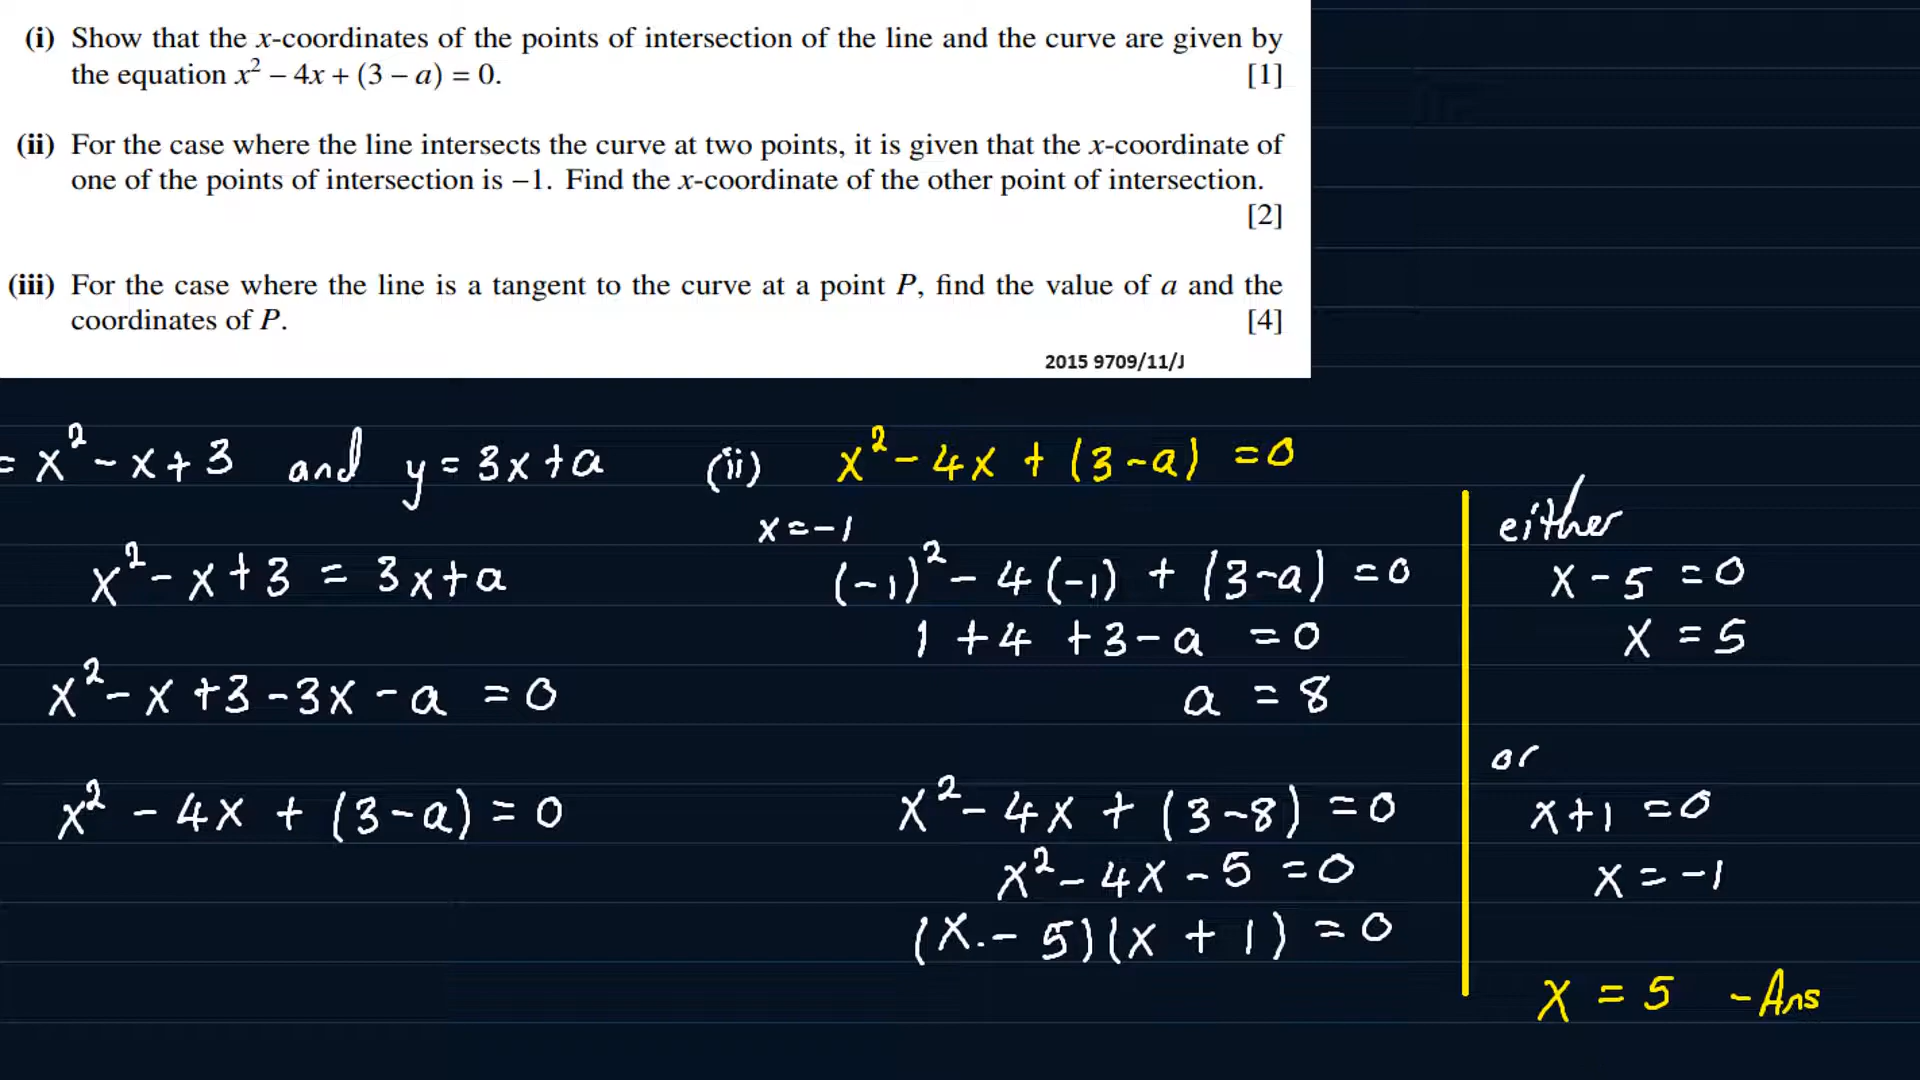 (i) Show that the x-coordinates of the points of intersection of the line and the curve are given by
the equation x² – 4x + (3 – a) = 0. [1]
(ii) For the case where the line intersects the curve at two points, it is given that the x-coordinate of
one of the points of intersection is −1. Find the x-coordinate of the other point of intersection.
[2]
(iii) For the case where the line is a tangent to the curve at a point P, find the value of a and the
coordinates of P. [4]
2015 9709/11/J
= x² - x + 3 and y = 3x + a
x² - x + 3 = 3x + a
x² - x + 3 - 3x - a = 0
x² - 4x + (3 - a) = 0
(ii) x² - 4x + (3 - a) = 0
x = -1
(-1)² - 4(-1) + (3 - a) = 0
1 + 4 + 3 - a = 0
a = 8
x² - 4x + (3 - 8) = 0
x² - 4x - 5 = 0
(x.- 5)(x + 1) = 0
either
x - 5 = 0
x = 5
or
x + 1 = 0
x = -1
x = 5 - Ans